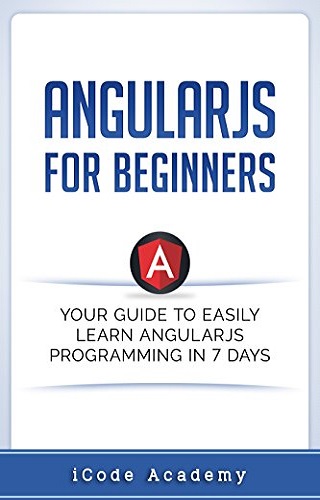 ANGULARJS
FOR BEGINNERS
A
YOUR GUIDE TO EASILY
LEARN ANGULARJS
PROGRAMMING IN 7 DAYS
iCode Academy